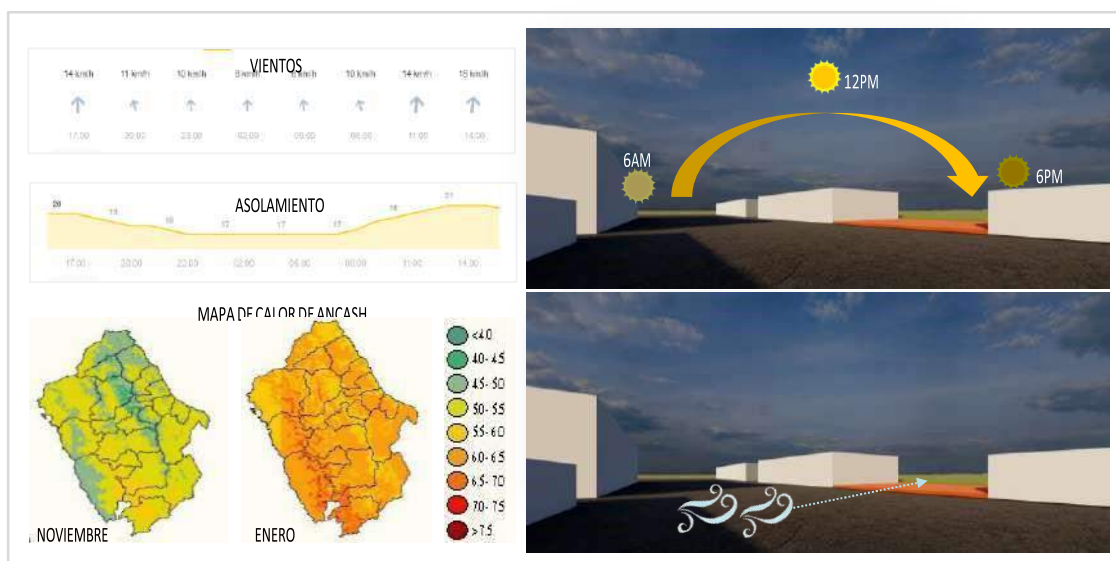 VIENTOS
14 km/h 11 km/h 10 km/h 8 km/h km/h 10 km/h 14 km/h
17:00 20:00 23:00 02:00 05:00 08:00 11:00 14:00
ASOLAMIENTO
20 17 17 17 21
17:00 20:00 23:00 02:00 05:00 08:00 11:00 14:00
MAPA DE CALOR DE ANCASH
<4.0
4.0- 4.5
4.5- 5.0
5.0- 5.5
5.5- 6.0
6.0- 6.5
6.5- 7.0
7.0- 7.5
>7.5
NOVIEMBRE
ENERO
6AM
12PM
6PM